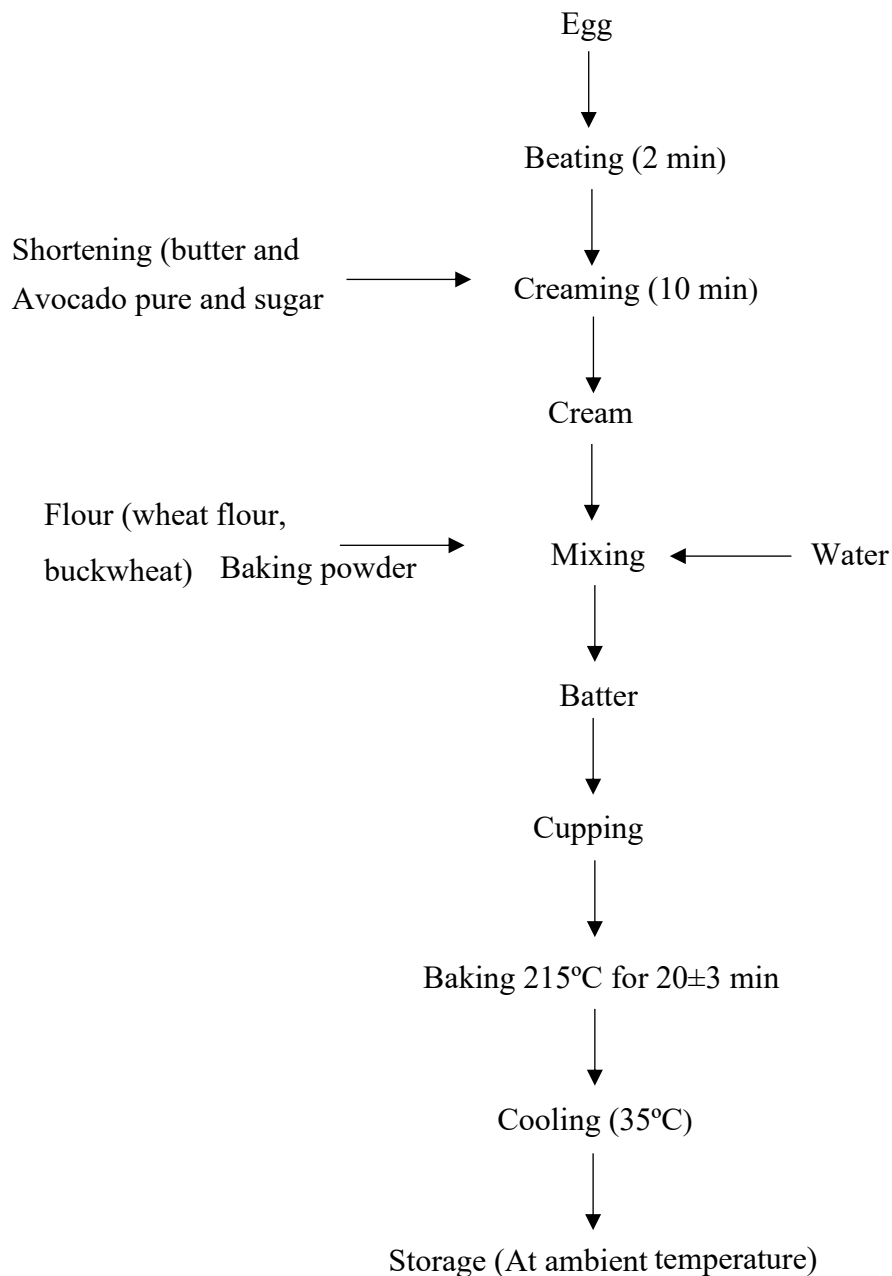 Egg
Beating (2 min)
Shortening (butter and
Avocado pure and sugar
Creaming (10 min)
Cream
Flour (wheat flour,
buckwheat) Baking powder
Mixing
Water
Batter
Cupping
Baking 215ºC for 20±3 min
Cooling (35ºC)
Storage (At ambient temperature)